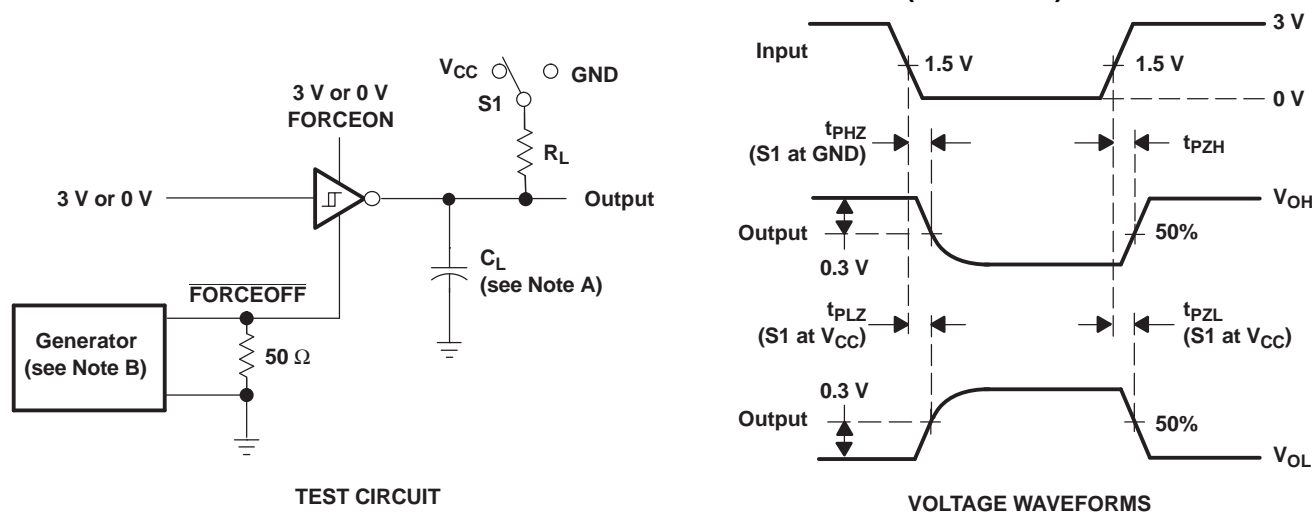 V_CC
GND
S1
3 V or 0 V
FORCEON
R_L
3 V or 0 V
Output
C_L
(see Note A)
FORCEOFF
Generator
(see Note B)
50 Ω
TEST CIRCUIT
3 V
Input
1.5 V
1.5 V
0 V
t_PHZ
(S1 at GND)
t_PZH
V_OH
Output
50%
0.3 V
t_PLZ
(S1 at V_CC)
t_PZL
(S1 at V_CC)
0.3 V
Output
50%
V_OL
VOLTAGE WAVEFORMS